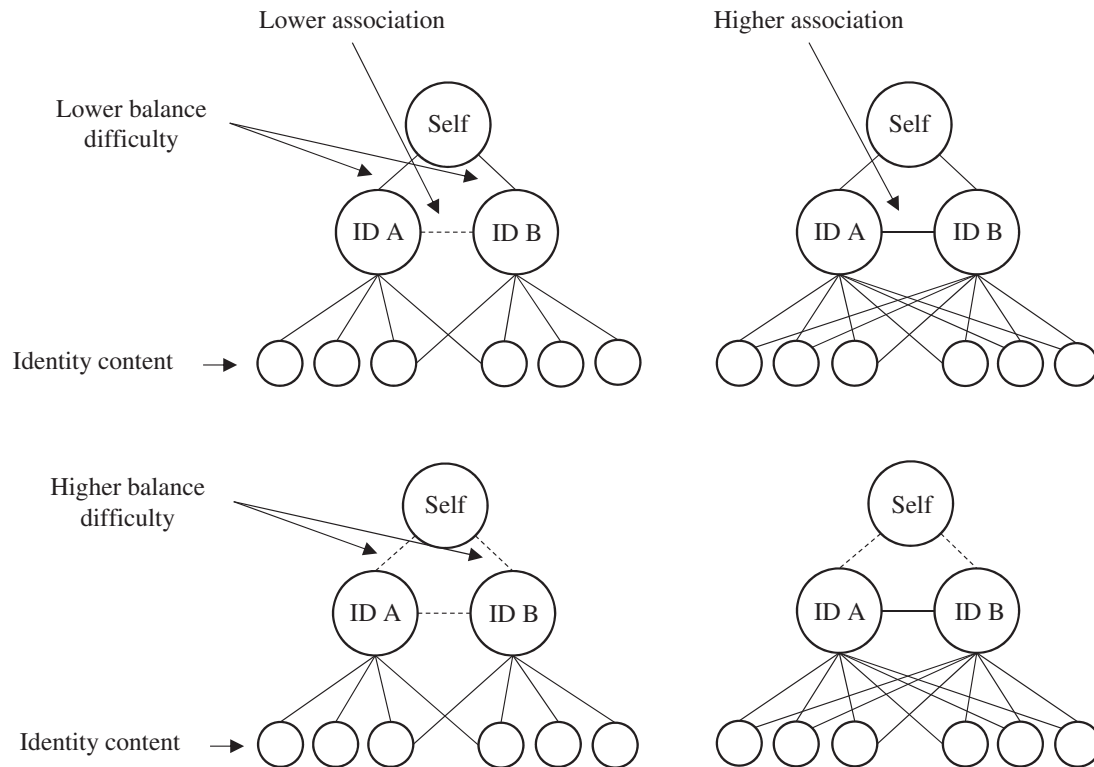 Lower association
Higher association
Lower balance
difficulty
Self
Self
ID A
ID B
ID A
ID B
Identity content
Higher balance
difficulty
Self
Self
ID A
ID B
ID A
ID B
Identity content